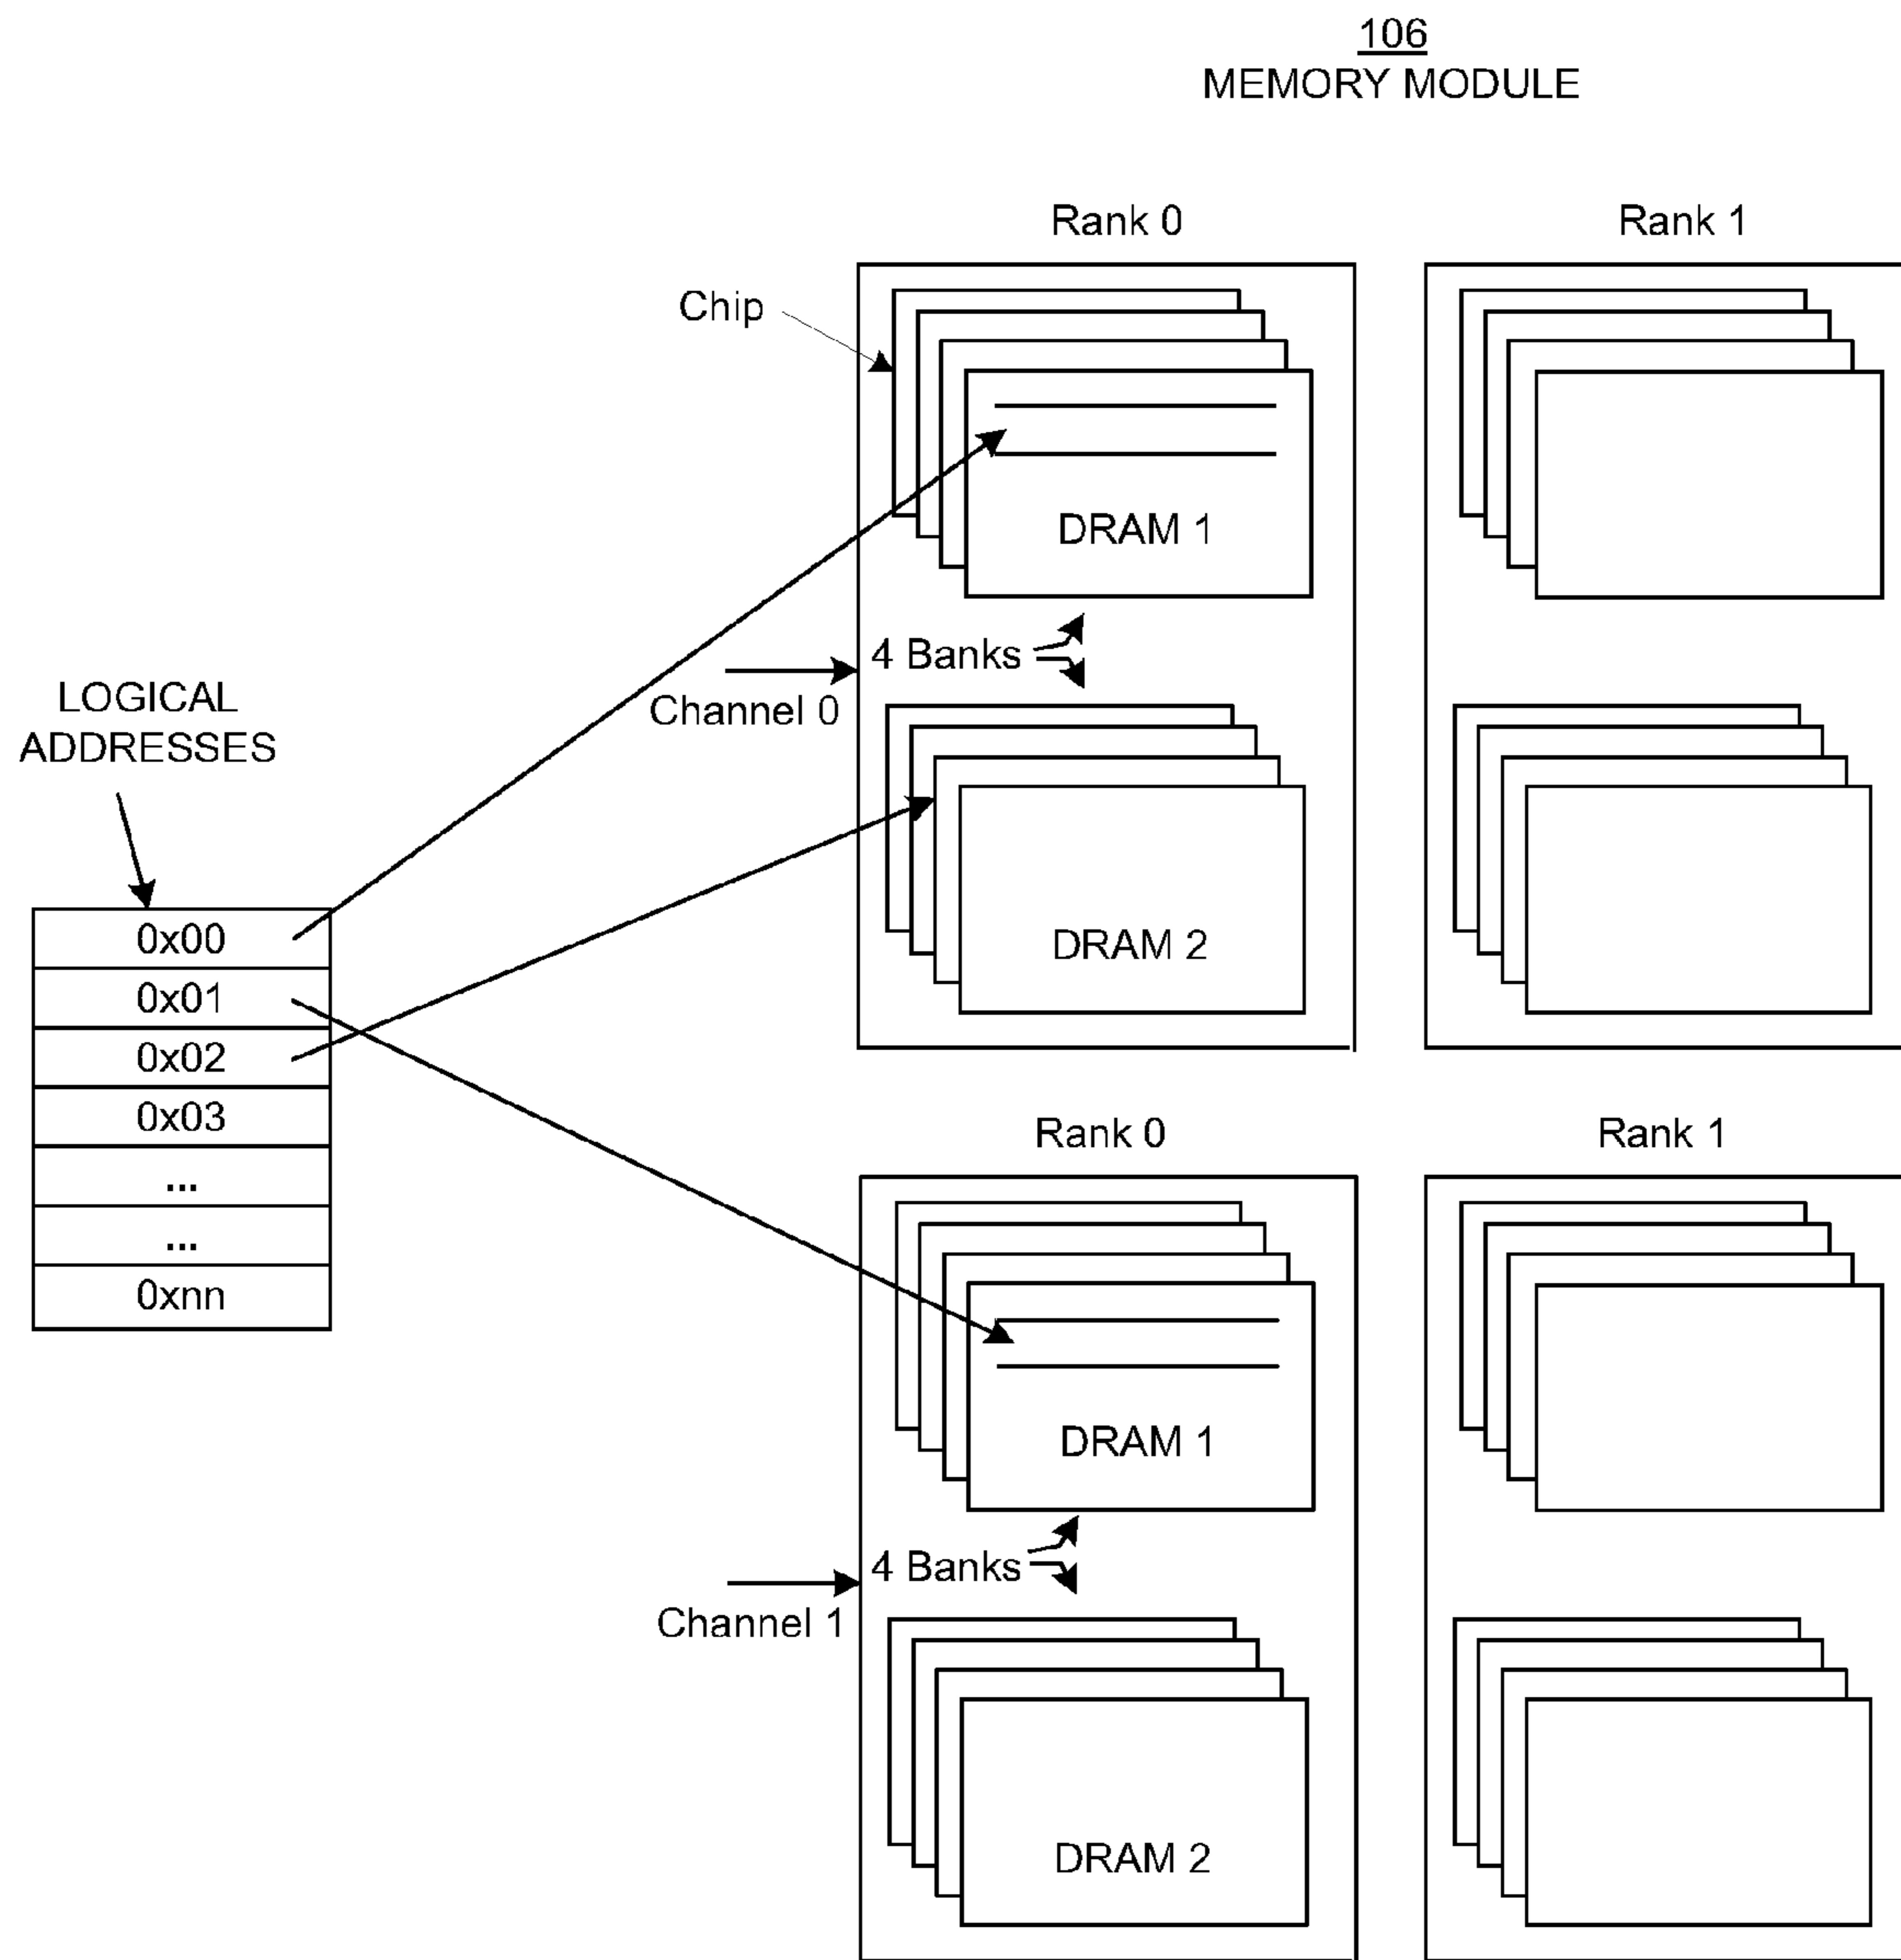 106
MEMORY MODULE
Rank 0
Rank 1
Chip
DRAM 1
4 Banks
Channel 0
DRAM 2
LOGICAL
ADDRESSES
0x00
0x01
0x02
0x03
...
...
0xnn
Rank 0
Rank 1
DRAM 1
4 Banks
Channel 1
DRAM 2